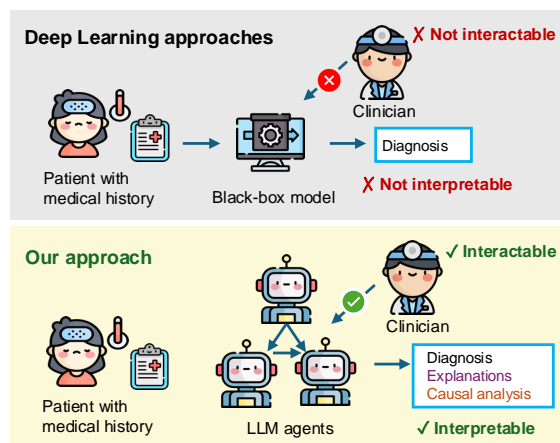 Deep Learning approaches
✗ Not interactable
Clinician
Diagnosis
Patient with
medical history
Black-box model
✗ Not interpretable
Our approach
✓ Interactable
Clinician
Diagnosis
Explanations
Causal analysis
Patient with
medical history
LLM agents
✓ Interpretable